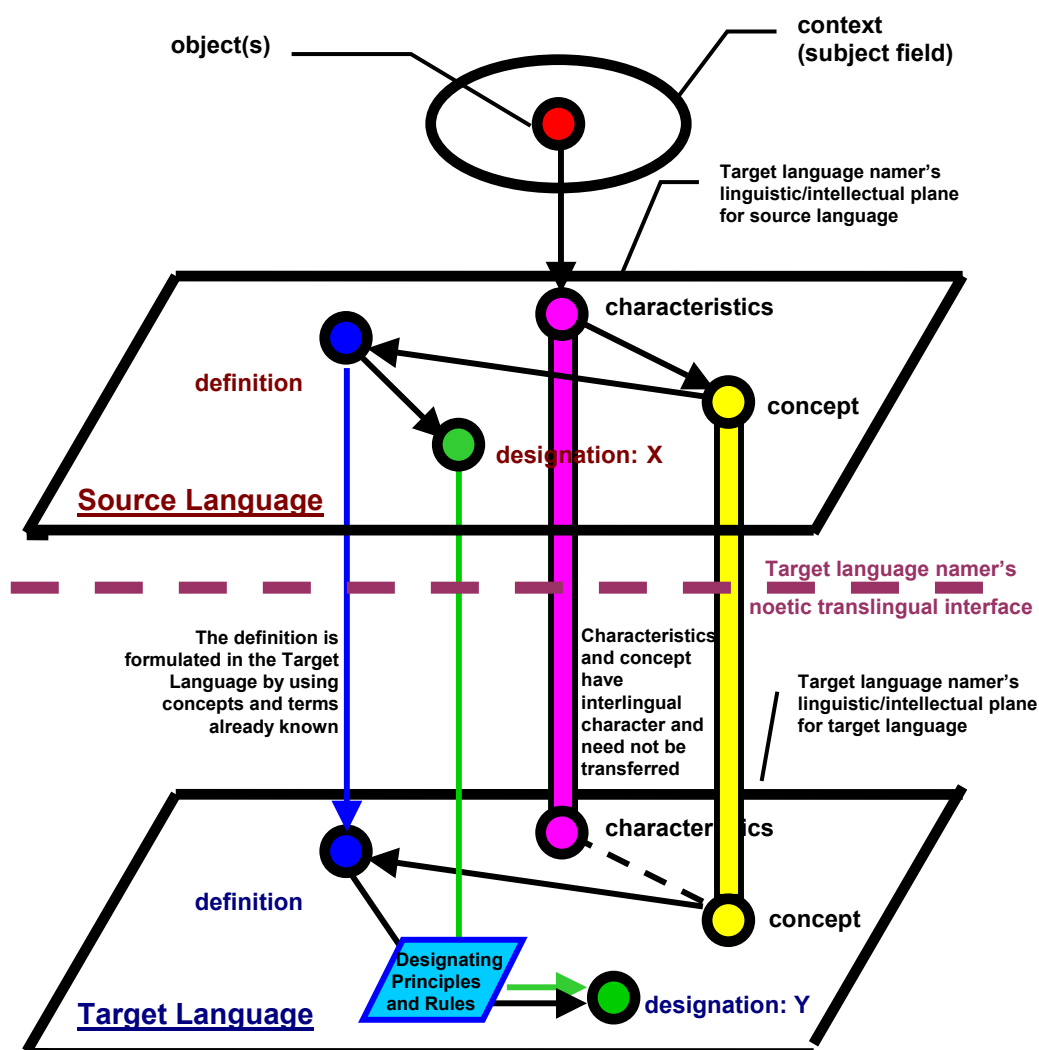 object(s)
context
(subject field)
Target language namer's
linguistic/intellectual plane
for source language
characteristics
definition
concept
designation: X
Source Language
Target language namer's
noetic translingual interface
The definition is
formulated in the Target
Language by using
concepts and terms
already known
Characteristics
and concept
have
interlingual
character and
need not be
transferred
Target language namer's
linguistic/intellectual plane
for target language
characteristics
definition
concept
Designating
Principles
and Rules
designation: Y
Target Language